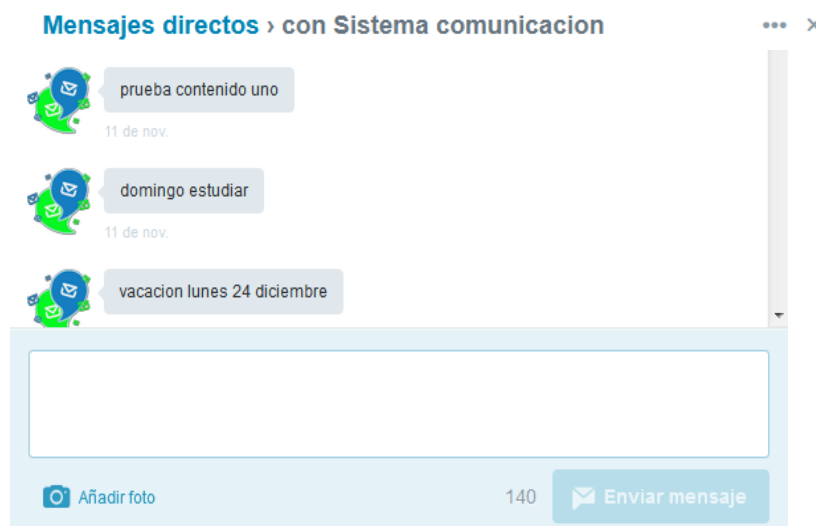 Mensajes directos › con Sistema comunicacion
prueba contenido uno
11 de nov.
domingo estudiar
11 de nov.
vacacion lunes 24 diciembre
Añadir foto
140
Enviar mensaje